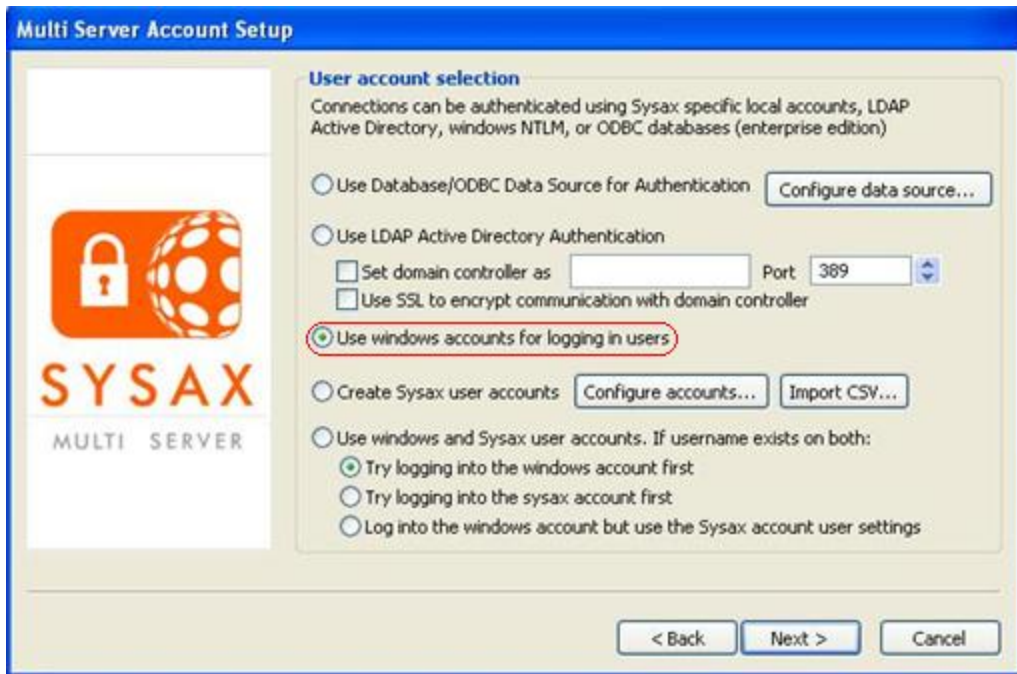 Multi Server Account Setup
User account selection
Connections can be authenticated using Sysax specific local accounts, LDAP
Active Directory, windows NTLM, or ODBC databases (enterprise edition)
Use Database/ODBC Data Source for Authentication Configure data source...
Use LDAP Active Directory Authentication
Set domain controller as Port 389
Use SSL to encrypt communication with domain controller
Use windows accounts for logging in users
Create Sysax user accounts Configure accounts... Import CSV...
Use windows and Sysax user accounts. If username exists on both:
Try logging into the windows account first
Try logging into the sysax account first
Log into the windows account but use the Sysax account user settings
SYSAX
MULTI SERVER
< Back Next > Cancel